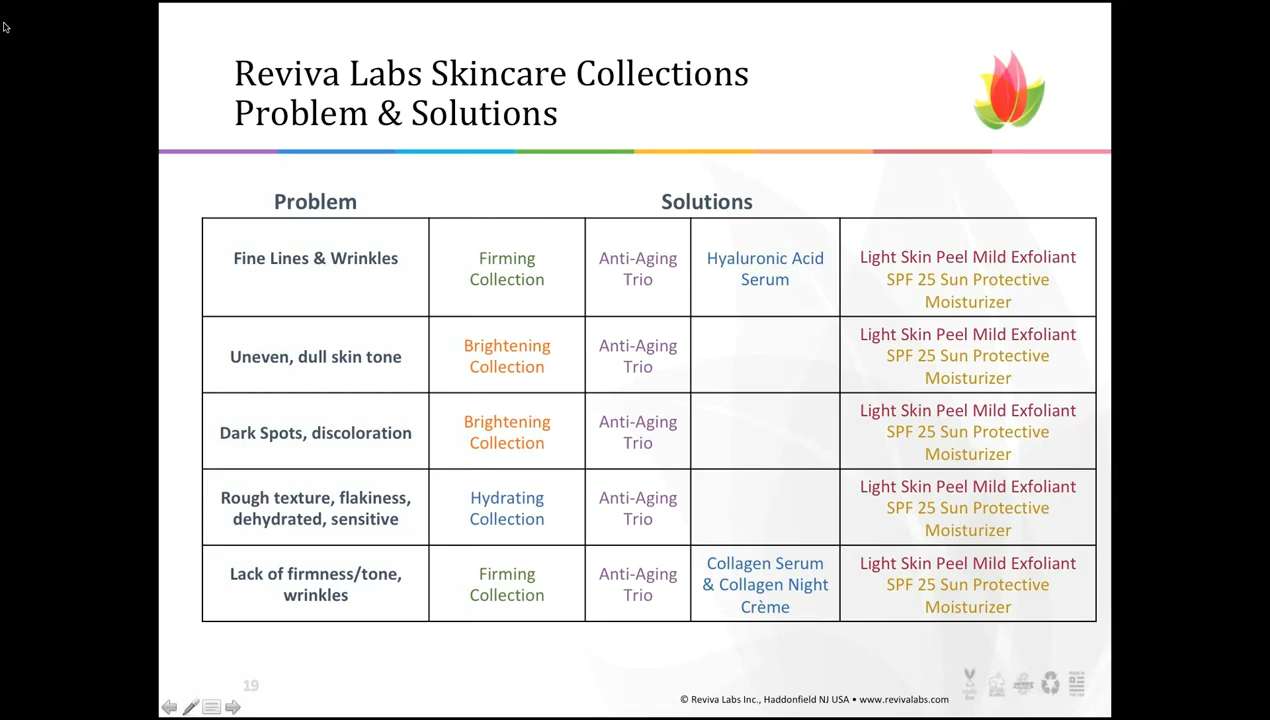 Reviva Labs Skincare Collections
Problem & Solutions
Problem
Solutions
Fine Lines & Wrinkles
Firming
Collection
Anti-Aging
Trio
Hyaluronic Acid
Serum
Light Skin Peel Mild Exfoliant
SPF 25 Sun Protective
Moisturizer
Uneven, dull skin tone
Brightening
Collection
Anti-Aging
Trio
Light Skin Peel Mild Exfoliant
SPF 25 Sun Protective
Moisturizer
Dark Spots, discoloration
Brightening
Collection
Anti-Aging
Trio
Light Skin Peel Mild Exfoliant
SPF 25 Sun Protective
Moisturizer
Rough texture, flakiness,
dehydrated, sensitive
Hydrating
Collection
Anti-Aging
Trio
Light Skin Peel Mild Exfoliant
SPF 25 Sun Protective
Moisturizer
Lack of firmness/tone,
wrinkles
Firming
Collection
Anti-Aging
Trio
Collagen Serum
& Collagen Night
Crème
Light Skin Peel Mild Exfoliant
SPF 25 Sun Protective
Moisturizer
19
© Reviva Labs Inc., Haddonfield NJ USA • www.revivalabs.com